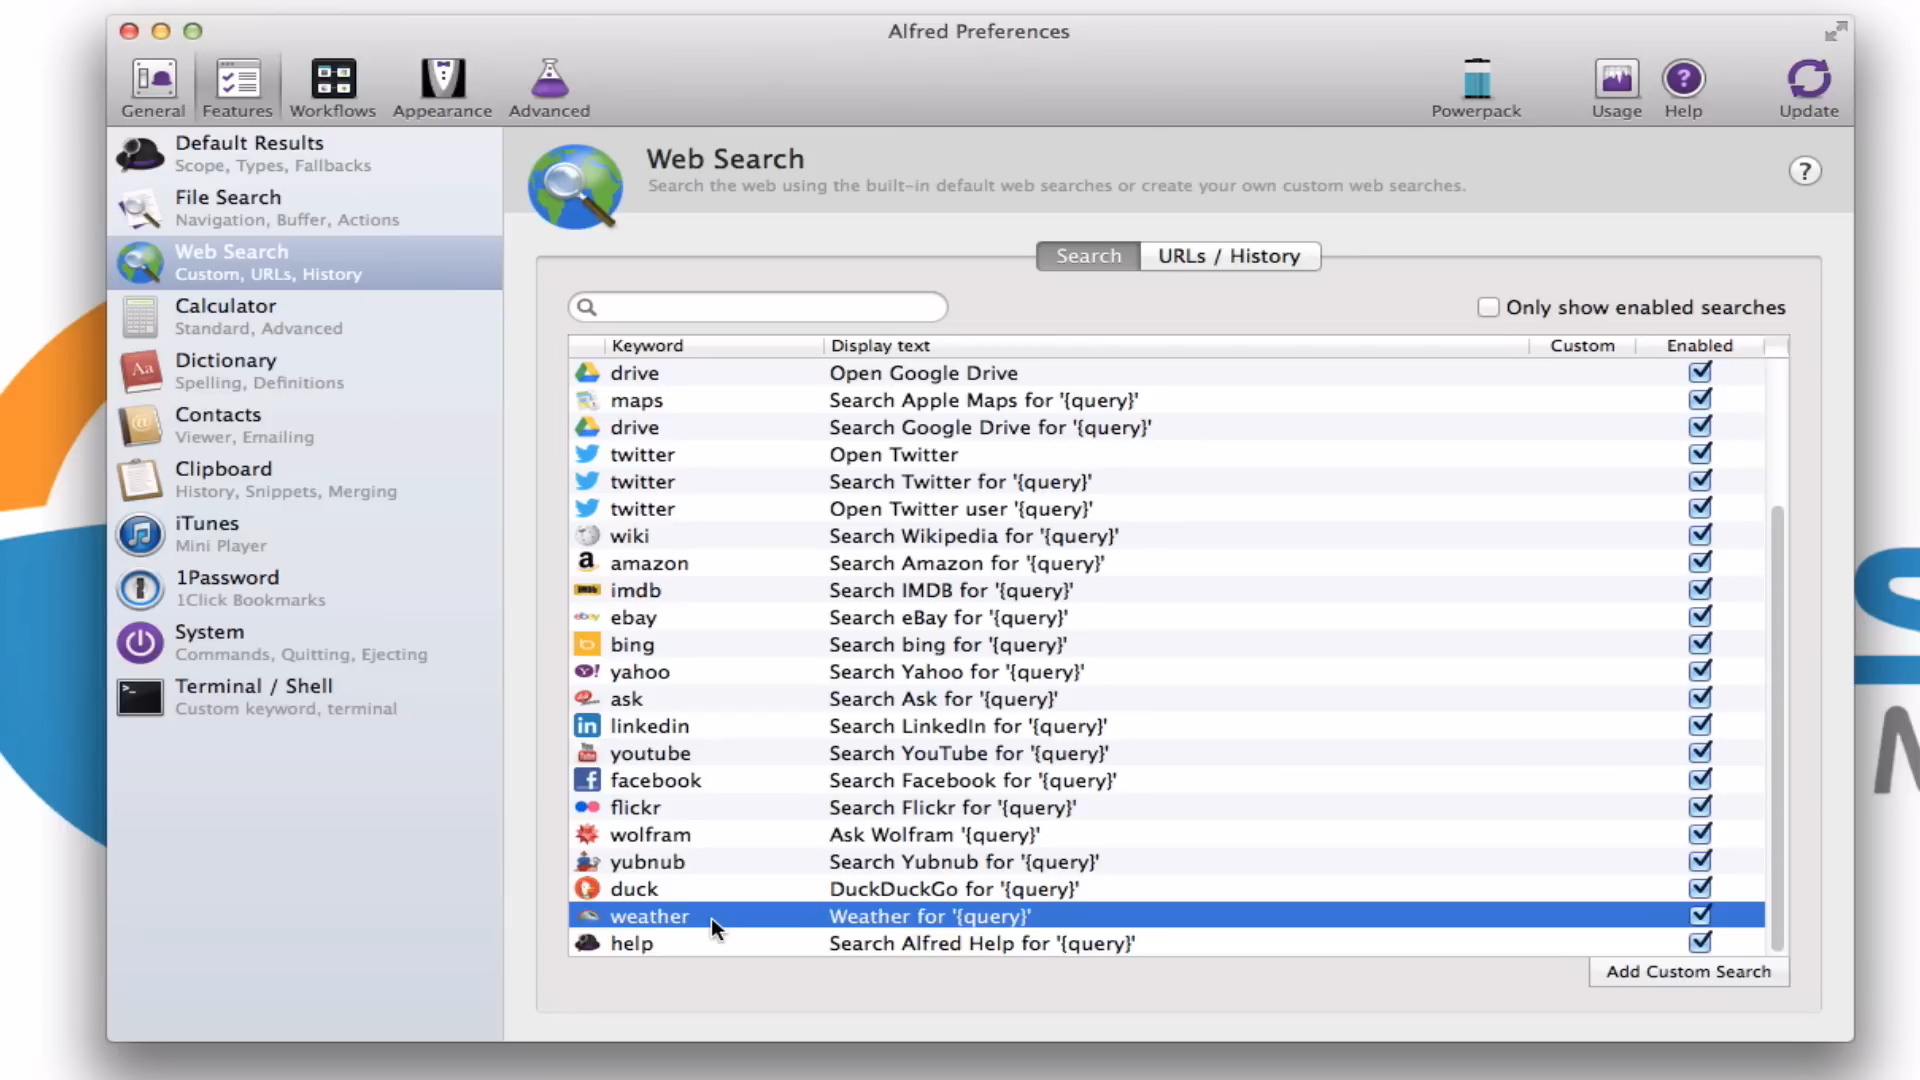 Alfred Preferences
General Features Workflows Appearance Advanced Powerpack Usage Help Update
Default Results
Scope, Types, Fallbacks
File Search
Navigation, Buffer, Actions
Web Search
Custom, URLs, History
Calculator
Standard, Advanced
Dictionary
Spelling, Definitions
Contacts
Viewer, Emailing
Clipboard
History, Snippets, Merging
iTunes
Mini Player
1Password
1Click Bookmarks
System
Commands, Quitting, Ejecting
Terminal / Shell
Custom keyword, terminal
Web Search
Search the web using the built-in default web searches or create your own custom web searches.
?
Search URLs / History
Only show enabled searches
Keyword Display text Custom Enabled
drive Open Google Drive
maps Search Apple Maps for '{query}'
drive Search Google Drive for '{query}'
twitter Open Twitter
twitter Search Twitter for '{query}'
twitter Open Twitter user '{query}'
wiki Search Wikipedia for '{query}'
amazon Search Amazon for '{query}'
imdb Search IMDB for '{query}'
ebay Search eBay for '{query}'
bing Search bing for '{query}'
yahoo Search Yahoo for '{query}'
ask Search Ask for '{query}'
linkedin Search LinkedIn for '{query}'
youtube Search YouTube for '{query}'
facebook Search Facebook for '{query}'
flickr Search Flickr for '{query}'
wolfram Ask Wolfram '{query}'
yubnub Search Yubnub for '{query}'
duck DuckDuckGo for '{query}'
weather Weather for '{query}'
help Search Alfred Help for '{query}'
Add Custom Search